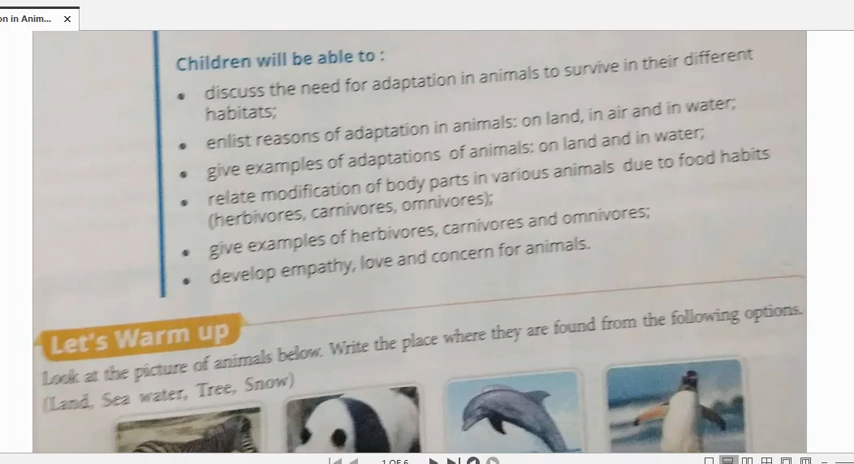 on in Anim... ×
Children will be able to :
• discuss the need for adaptation in animals to survive in their different
habitats;
• enlist reasons of adaptation in animals: on land, in air and in water;
• give examples of adaptations of animals: on land and in water;
• relate modification of body parts in various animals due to food habits
(herbivores, carnivores, omnivores);
• give examples of herbivores, carnivores and omnivores;
• develop empathy, love and concern for animals.
Let's Warm up
Look at the picture of animals below. Write the place where they are found from the following options.
(Land, Sea water, Tree, Snow)
1 OF 6